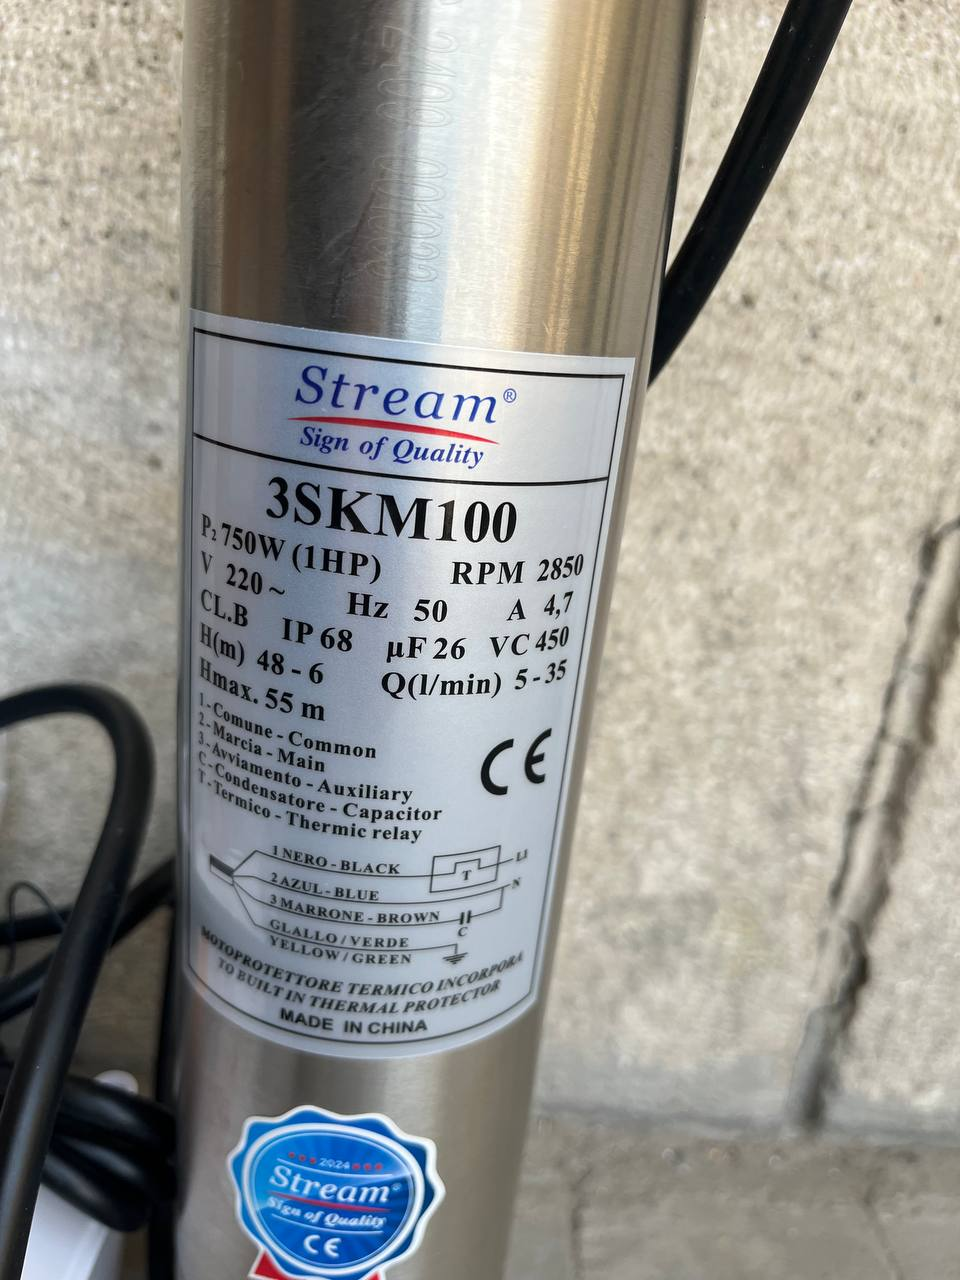 Stream®
Sign of Quality
3SKM100
P₂ 750W (1HP) RPM 2850
V 220 ~ Hz 50 A 4,7
CL.B IP 68 µF 26 VC 450
H(m) 48 - 6 Q(l/min) 5 - 35
Hmax. 55 m
1 - Comune - Common
2 - Marcia - Main
3 - Avviamento - Auxiliary
C - Condensatore - Capacitor
T - Termico - Thermic relay
CE
1 NERO - BLACK
T
L1
2 AZUL - BLUE
N
3 MARRONE - BROWN
C
GLALLO / VERDE
YELLOW / GREEN
MOTOPROTETTORE TERMICO INCORPORA
TO BUILT IN THERMAL PROTECTOR
MADE IN CHINA
2024
Stream®
Sign of Quality
CE